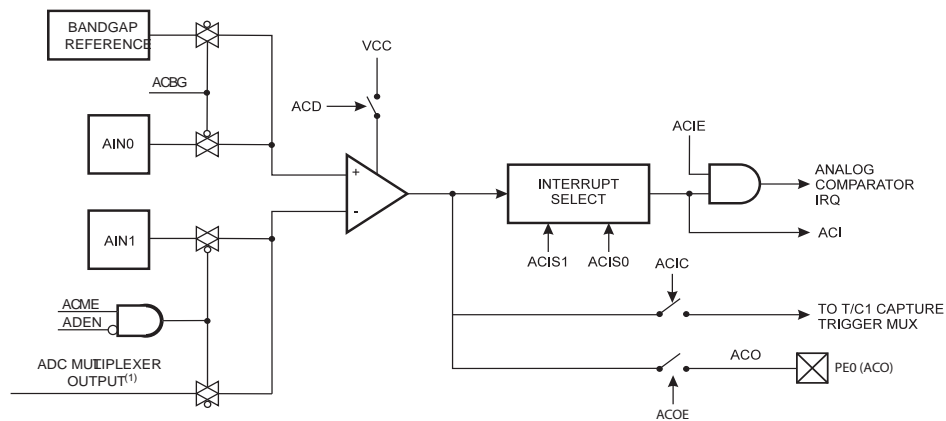 BANDGAP
REFERENCE
ACBG
AIN0
AIN1
ACME
ADEN
ADC MULTIPLEXER
OUTPUT(1)
VCC
ACD
+
-
INTERRUPT
SELECT
ACIS1
ACIS0
ACIE
ANALOG
COMPARATOR
IRQ
ACI
ACIC
TO T/C1 CAPTURE
TRIGGER MUX
ACO
PE0 (ACO)
ACOE